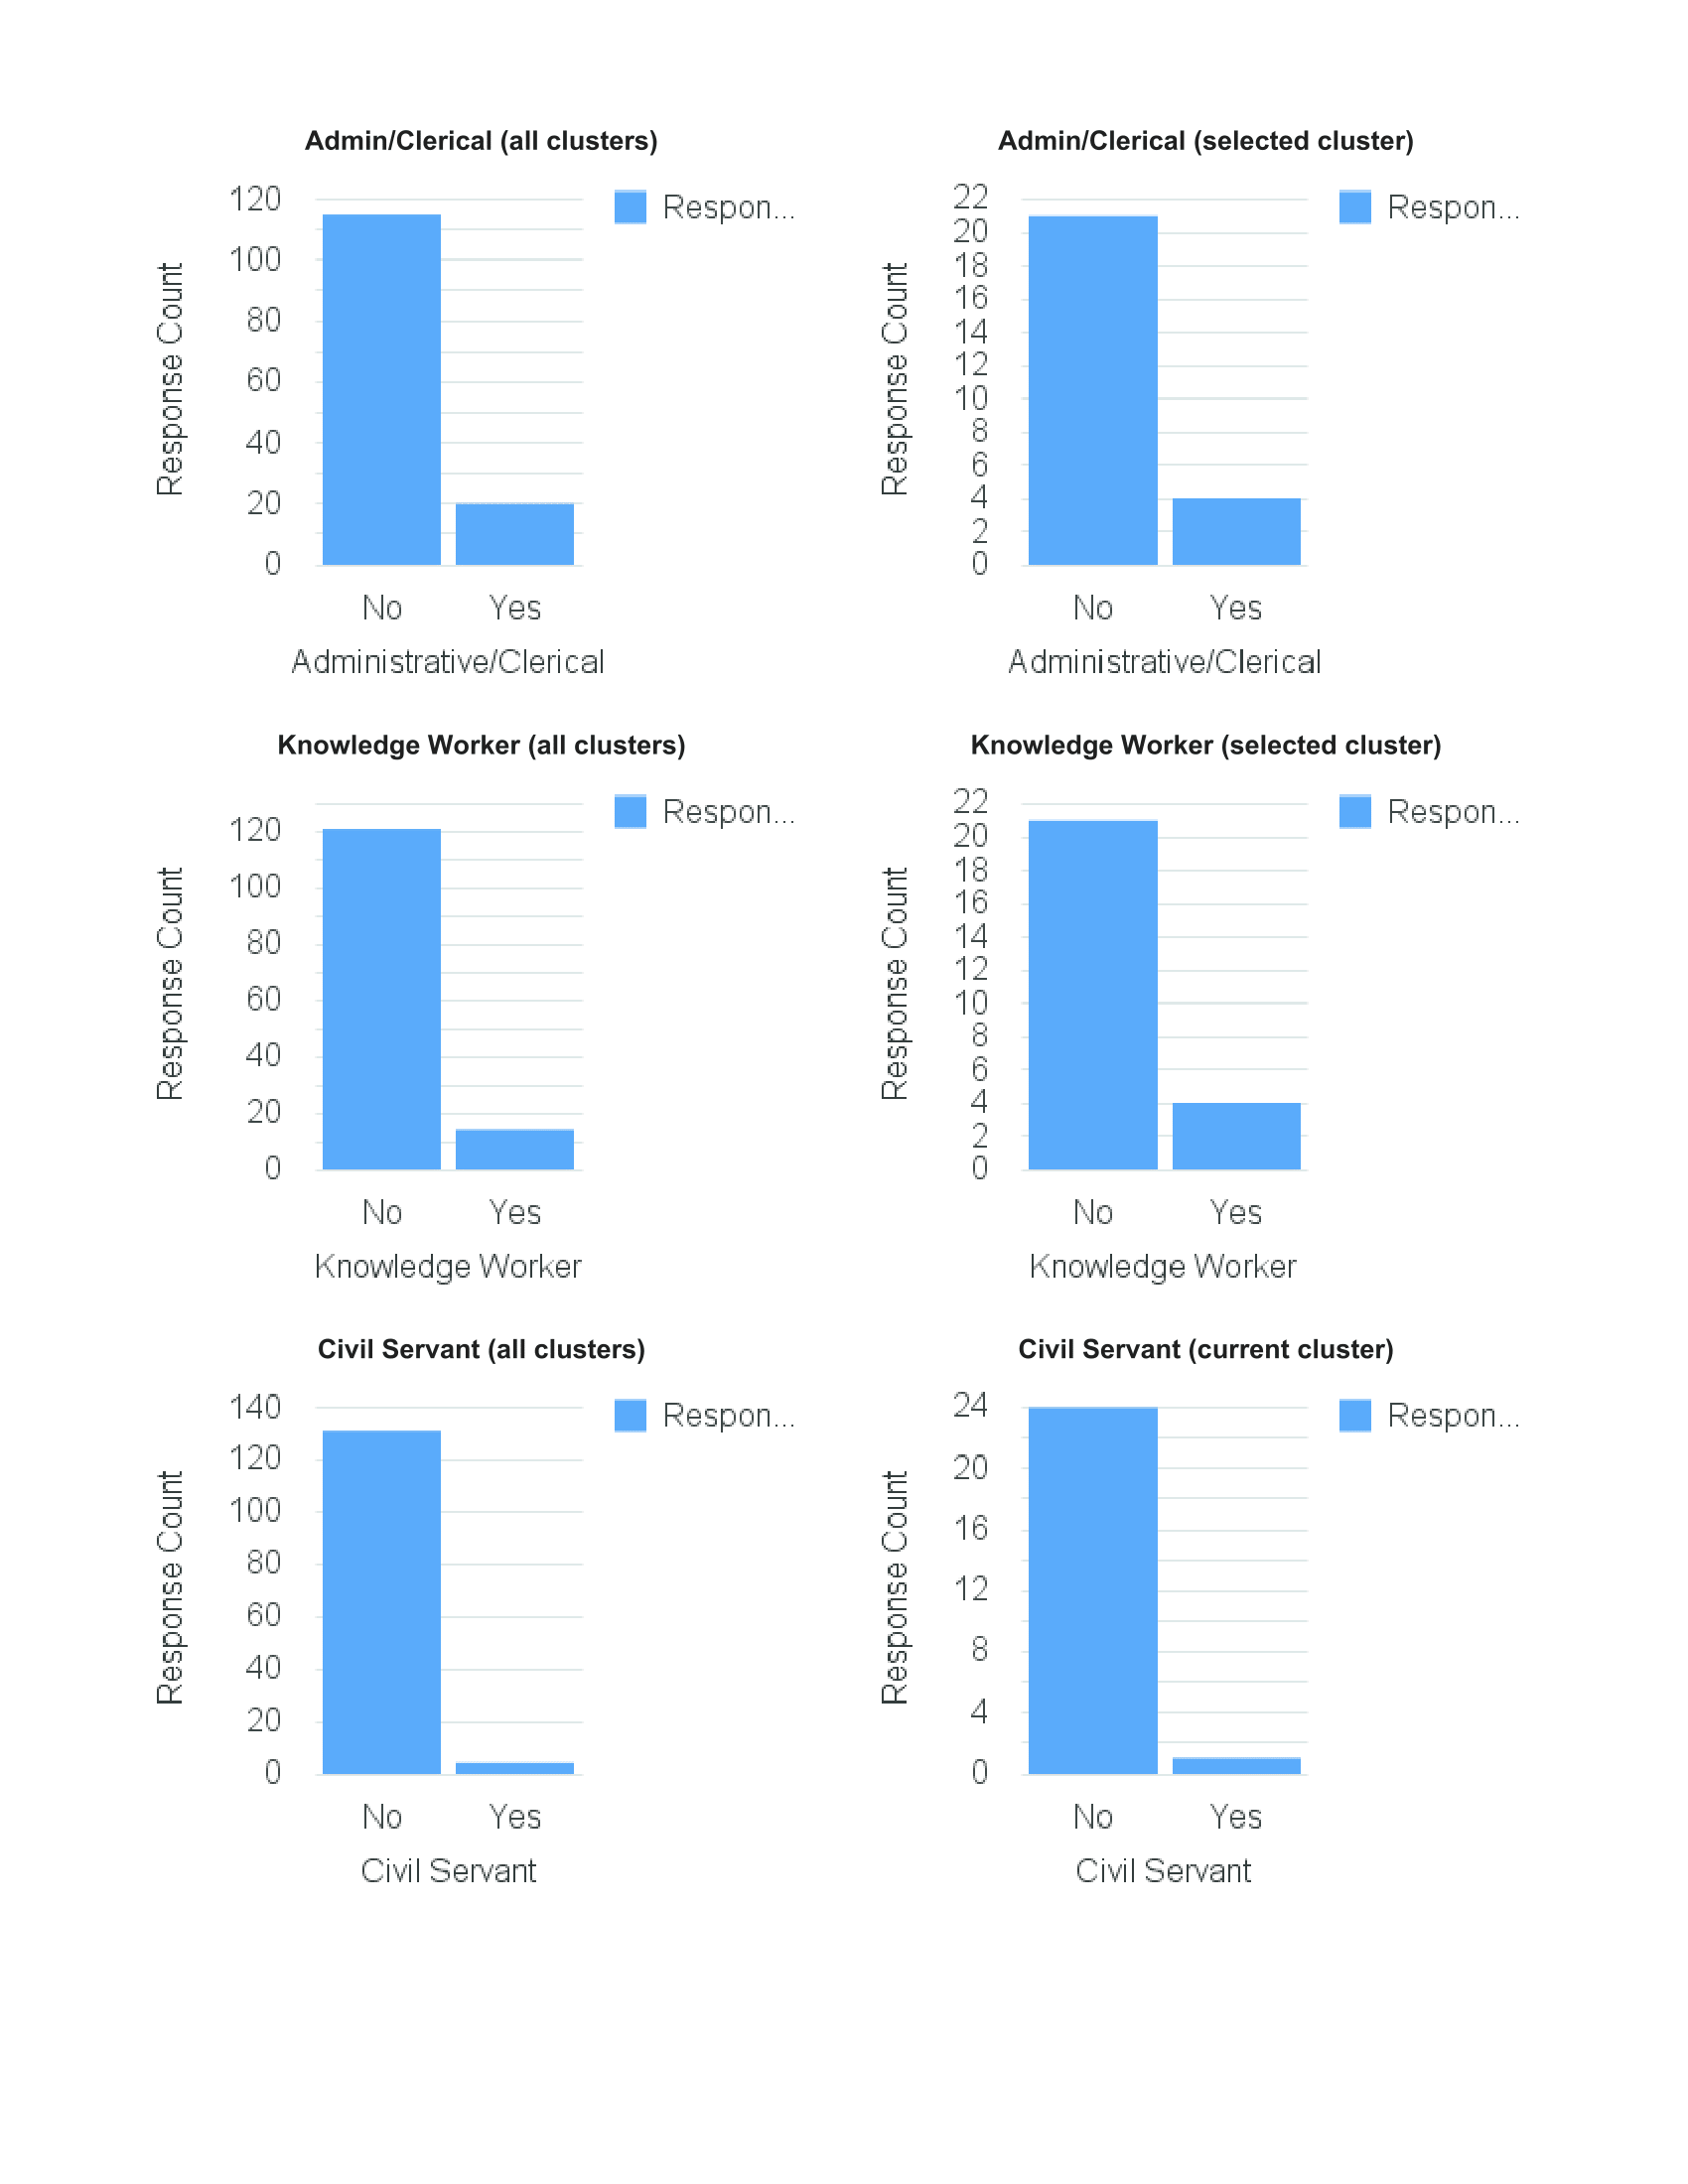 Admin/Clerical (all clusters)
120
100
80
60
40
20
0
Response Count
No Yes
Administrative/Clerical
Respon...
Admin/Clerical (selected cluster)
22
20
18
16
14
12
10
8
6
4
2
0
Response Count
No Yes
Administrative/Clerical
Respon...
Knowledge Worker (all clusters)
120
100
80
60
40
20
0
Response Count
No Yes
Knowledge Worker
Respon...
Knowledge Worker (selected cluster)
22
20
18
16
14
12
10
8
6
4
2
0
Response Count
No Yes
Knowledge Worker
Respon...
Civil Servant (all clusters)
140
120
100
80
60
40
20
0
Response Count
No Yes
Civil Servant
Respon...
Civil Servant (current cluster)
24
20
16
12
8
4
0
Response Count
No Yes
Civil Servant
Respon...